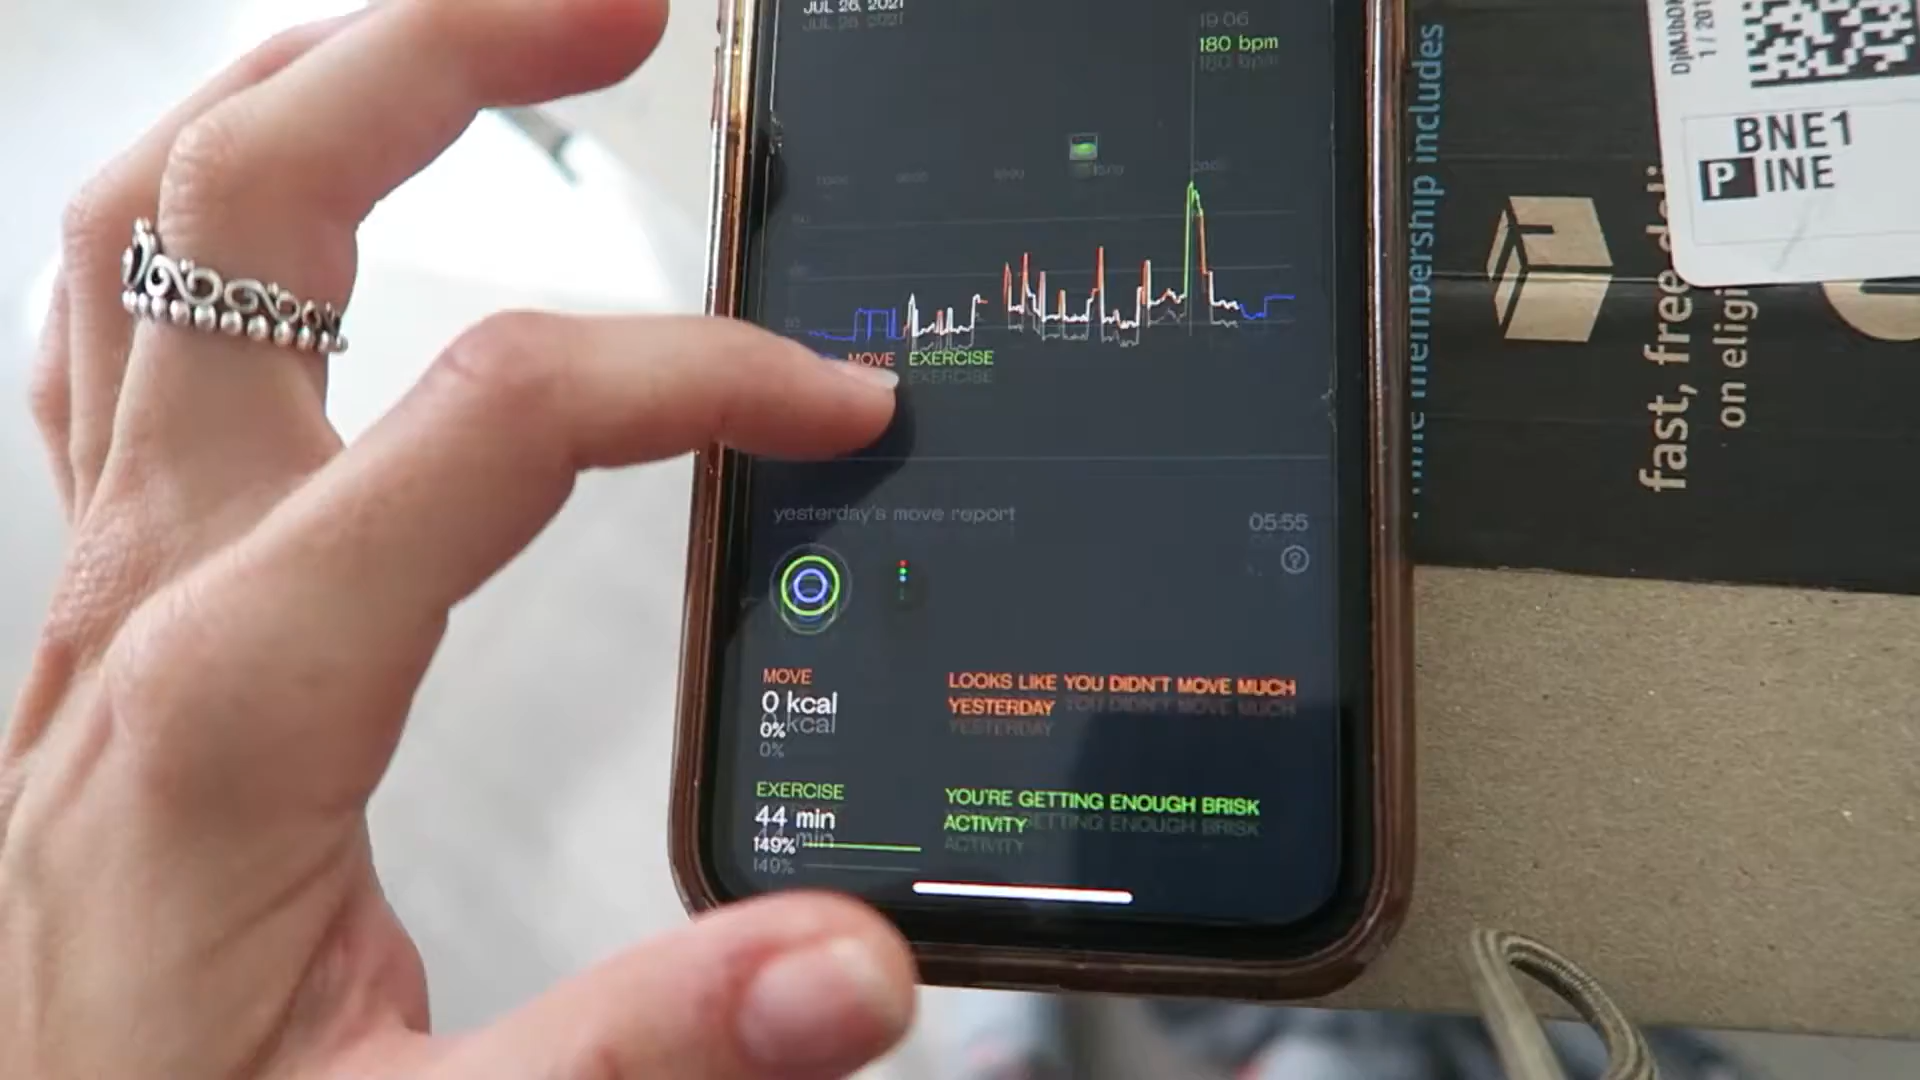 JUL 26, 2021
19:06
180 bpm
MOVE EXERCISE
yesterday's move report
05:55
MOVE
0 kcal
0%
LOOKS LIKE YOU DIDN'T MOVE MUCH
YESTERDAY
EXERCISE
44 min
149%
YOU'RE GETTING ENOUGH BRISK
ACTIVITY
membership includes
fast, free
on eligi
BNE1
P INE